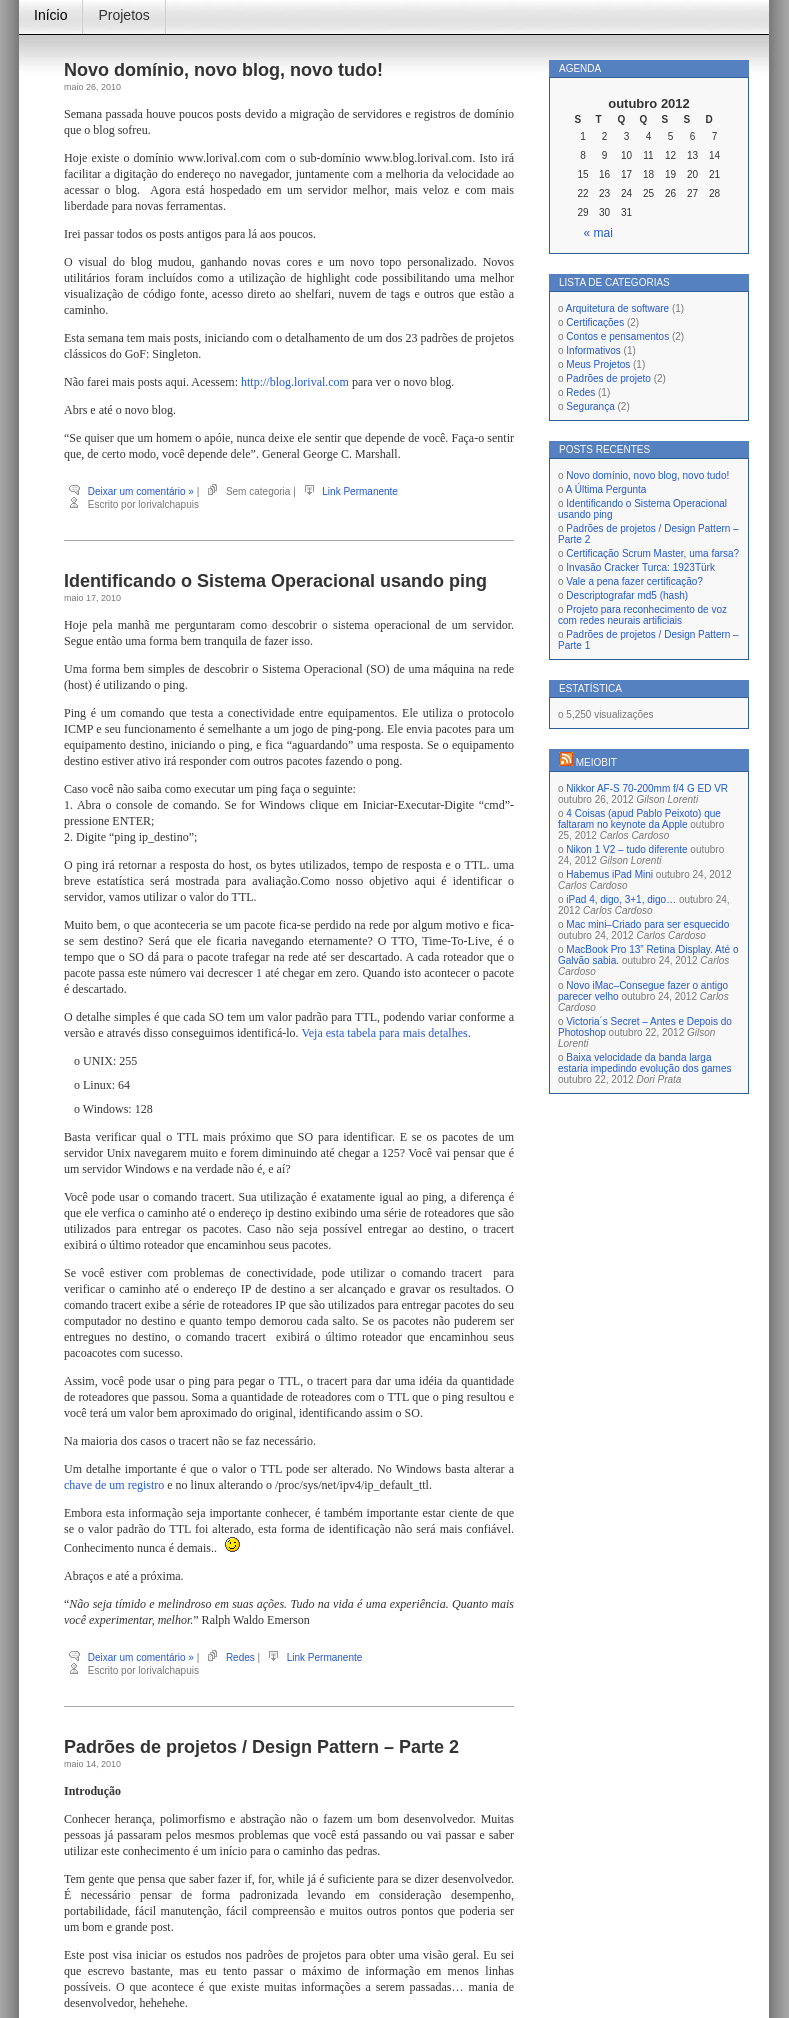 Início
Projetos
Novo domínio, novo blog, novo tudo!
maio 26, 2010
Semana passada houve poucos posts devido a migração de servidores e registros de domínio
que o blog sofreu.
Hoje existe o domínio www.lorival.com com o sub-domínio www.blog.lorival.com. Isto irá
facilitar a digitação do endereço no navegador, juntamente com a melhoria da velocidade ao
acessar o blog.  Agora está hospedado em um servidor melhor, mais veloz e com mais
liberdade para novas ferramentas.
Irei passar todos os posts antigos para lá aos poucos.
O visual do blog mudou, ganhando novas cores e um novo topo personalizado. Novos
utilitários foram incluídos como a utilização de highlight code possibilitando uma melhor
visualização de código fonte, acesso direto ao shelfari, nuvem de tags e outros que estão a
caminho.
Esta semana tem mais posts, iniciando com o detalhamento de um dos 23 padrões de projetos
clássicos do GoF: Singleton.
Não farei mais posts aqui. Acessem: http://blog.lorival.com para ver o novo blog.
Abrs e até o novo blog.
“Se quiser que um homem o apóie, nunca deixe ele sentir que depende de você. Faça-o sentir
que, de certo modo, você depende dele”. General George C. Marshall.
Deixar um comentário » | Sem categoria | Link Permanente
Escrito por lorivalchapuis
Identificando o Sistema Operacional usando ping
maio 17, 2010
Hoje pela manhã me perguntaram como descobrir o sistema operacional de um servidor.
Segue então uma forma bem tranquila de fazer isso.
Uma forma bem simples de descobrir o Sistema Operacional (SO) de uma máquina na rede
(host) é utilizando o ping.
Ping é um comando que testa a conectividade entre equipamentos. Ele utiliza o protocolo
ICMP e seu funcionamento é semelhante a um jogo de ping-pong. Ele envia pacotes para um
equipamento destino, iniciando o ping, e fica “aguardando” uma resposta. Se o equipamento
destino estiver ativo irá responder com outros pacotes fazendo o pong.
Caso você não saiba como executar um ping faça o seguinte:
1. Abra o console de comando. Se for Windows clique em Iniciar-Executar-Digite “cmd”-
pressione ENTER;
2. Digite “ping ip_destino”;
O ping irá retornar a resposta do host, os bytes utilizados, tempo de resposta e o TTL. uma
breve estatística será mostrada para avaliação.Como nosso objetivo aqui é identificar o
servidor, vamos utilizar o valor do TTL.
Muito bem, o que aconteceria se um pacote fica-se perdido na rede por algum motivo e fica-
se sem destino? Será que ele ficaria navegando eternamente? O TTO, Time-To-Live, é o
tempo que o SO dá para o pacote trafegar na rede até ser descartado. A cada roteador que o
pacote passa este número vai decrescer 1 até chegar em zero. Quando isto acontecer o pacote
é descartado.
O detalhe simples é que cada SO tem um valor padrão para TTL, podendo variar conforme a
versão e através disso conseguimos identificá-lo. Veja esta tabela para mais detalhes.
o UNIX: 255
o Linux: 64
o Windows: 128
Basta verificar qual o TTL mais próximo que SO para identificar. E se os pacotes de um
servidor Unix navegarem muito e forem diminuindo até chegar a 125? Você vai pensar que é
um servidor Windows e na verdade não é, e aí?
Você pode usar o comando tracert. Sua utilização é exatamente igual ao ping, a diferença é
que ele verfica o caminho até o endereço ip destino exibindo uma série de roteadores que são
utilizados para entregar os pacotes. Caso não seja possível entregar ao destino, o tracert
exibirá o último roteador que encaminhou seus pacotes.
Se você estiver com problemas de conectividade, pode utilizar o comando tracert  para
verificar o caminho até o endereço IP de destino a ser alcançado e gravar os resultados. O
comando tracert exibe a série de roteadores IP que são utilizados para entregar pacotes do seu
computador no destino e quanto tempo demorou cada salto. Se os pacotes não puderem ser
entregues no destino, o comando tracert  exibirá o último roteador que encaminhou seus
pacoacotes com sucesso.
Assim, você pode usar o ping para pegar o TTL, o tracert para dar uma idéia da quantidade
de roteadores que passou. Soma a quantidade de roteadores com o TTL que o ping resultou e
você terá um valor bem aproximado do original, identificando assim o SO.
Na maioria dos casos o tracert não se faz necessário.
Um detalhe importante é que o valor o TTL pode ser alterado. No Windows basta alterar a
chave de um registro e no linux alterando o /proc/sys/net/ipv4/ip_default_ttl.
Embora esta informação seja importante conhecer, é também importante estar ciente de que
se o valor padrão do TTL foi alterado, esta forma de identificação não será mais confiável.
Conhecimento nunca é demais..
Abraços e até a próxima.
“Não seja tímido e melindroso em suas ações. Tudo na vida é uma experiência. Quanto mais
você experimentar, melhor.” Ralph Waldo Emerson
Deixar um comentário » | Redes | Link Permanente
Escrito por lorivalchapuis
Padrões de projetos / Design Pattern – Parte 2
maio 14, 2010
Introdução
Conhecer herança, polimorfismo e abstração não o fazem um bom desenvolvedor. Muitas
pessoas já passaram pelos mesmos problemas que você está passando ou vai passar e saber
utilizar este conhecimento é um início para o caminho das pedras.
Tem gente que pensa que saber fazer if, for, while já é suficiente para se dizer desenvolvedor.
É necessário pensar de forma padronizada levando em consideração desempenho,
portabilidade, fácil manutenção, fácil compreensão e muitos outros pontos que poderia ser
um bom e grande post.
Este post visa iniciar os estudos nos padrões de projetos para obter uma visão geral. Eu sei
que escrevo bastante, mas eu tento passar o máximo de informação em menos linhas
possíveis. O que acontece é que existe muitas informações a serem passadas… mania de
desenvolvedor, hehehehe.
AGENDA
outubro 2012
S T Q Q S S D
1 2 3 4 5 6 7
8 9 10 11 12 13 14
15 16 17 18 19 20 21
22 23 24 25 26 27 28
29 30 31
« mai
LISTA DE CATEGORIAS
o Arquitetura de software (1)
o Certificações (2)
o Contos e pensamentos (2)
o Informativos (1)
o Meus Projetos (1)
o Padrões de projeto (2)
o Redes (1)
o Segurança (2)
POSTS RECENTES
o Novo domínio, novo blog, novo tudo!
o A Última Pergunta
o Identificando o Sistema Operacional
usando ping
o Padrões de projetos / Design Pattern –
Parte 2
o Certificação Scrum Master, uma farsa?
o Invasão Cracker Turca: 1923Türk
o Vale a pena fazer certificação?
o Descriptografar md5 (hash)
o Projeto para reconhecimento de voz
com redes neurais artificiais
o Padrões de projetos / Design Pattern –
Parte 1
ESTATÍSTICA
o 5,250 visualizações
MEIOBIT
o Nikkor AF-S 70-200mm f/4 G ED VR
outubro 26, 2012 Gilson Lorenti
o 4 Coisas (apud Pablo Peixoto) que
faltaram no keynote da Apple outubro
25, 2012 Carlos Cardoso
o Nikon 1 V2 – tudo diferente outubro
24, 2012 Gilson Lorenti
o Habemus iPad Mini outubro 24, 2012
Carlos Cardoso
o iPad 4, digo, 3+1, digo… outubro 24,
2012 Carlos Cardoso
o Mac mini–Criado para ser esquecido
outubro 24, 2012 Carlos Cardoso
o MacBook Pro 13” Retina Display. Até o
Galvão sabia. outubro 24, 2012 Carlos
Cardoso
o Novo iMac–Consegue fazer o antigo
parecer velho outubro 24, 2012 Carlos
Cardoso
o Victoria´s Secret – Antes e Depois do
Photoshop outubro 22, 2012 Gilson
Lorenti
o Baixa velocidade da banda larga
estaria impedindo evolução dos games
outubro 22, 2012 Dori Prata